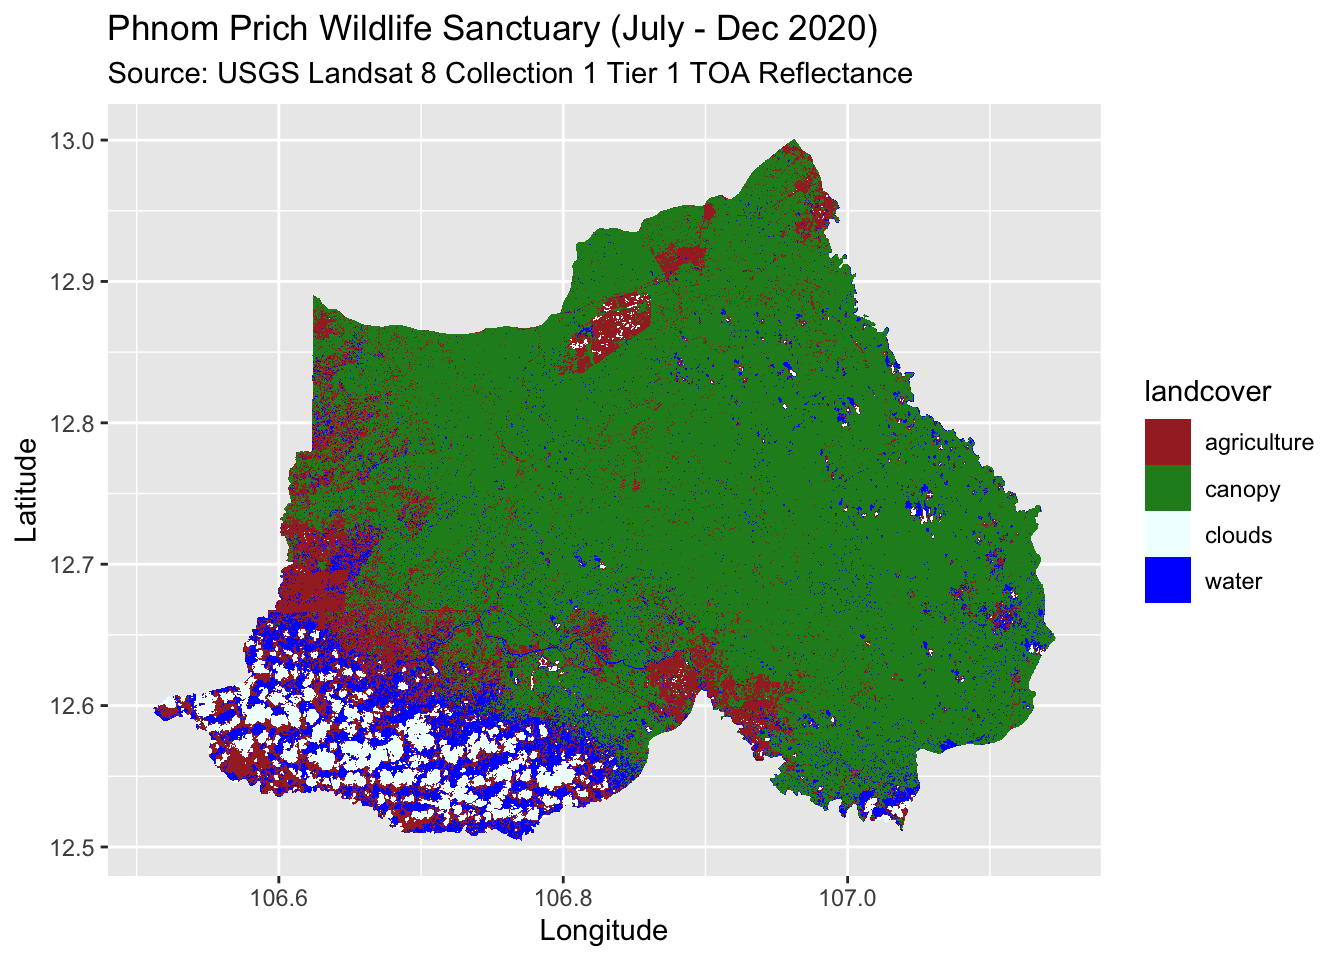 Phnom Prich Wildlife Sanctuary (July - Dec 2020)
Source: USGS Landsat 8 Collection 1 Tier 1 TOA Reflectance
13.0
12.9
12.8
12.7
12.6
12.5
Latitude
106.6
106.8
107.0
Longitude
landcover
agriculture
canopy
clouds
water